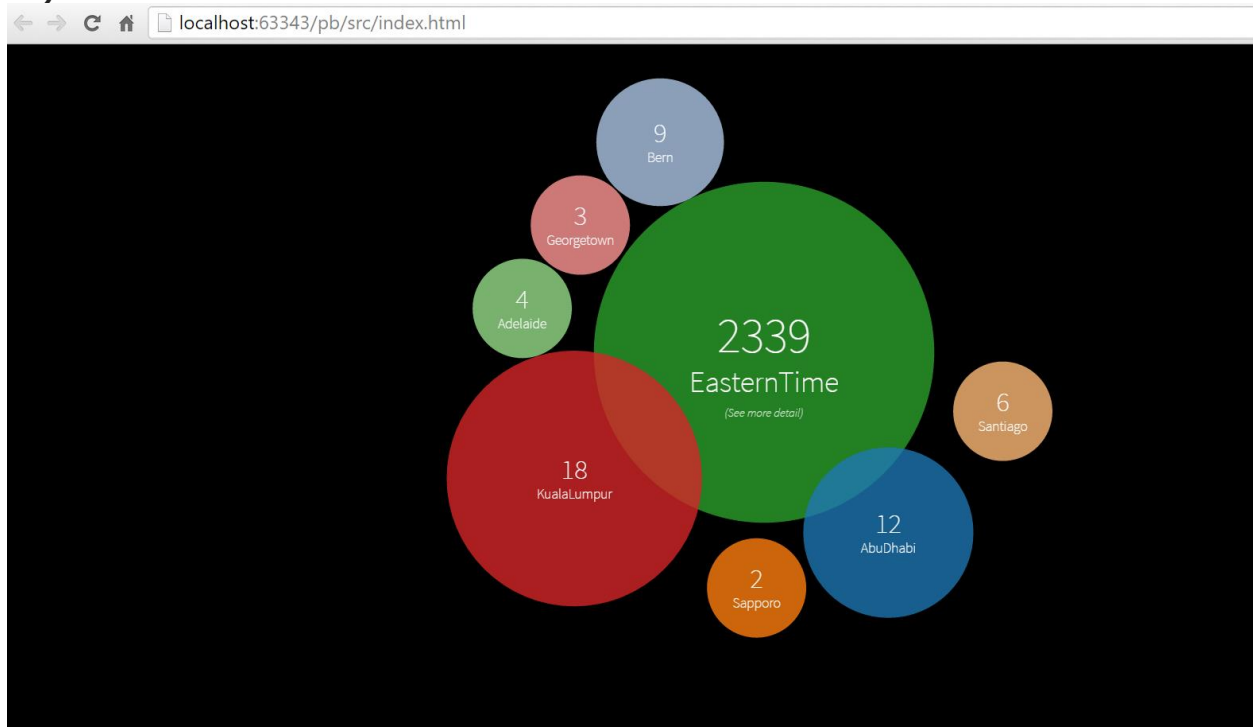 localhost:63343/pb/src/index.html
9
Bern
3
Georgetown
4
Adelaide
2339
EasternTime
(See more detail)
6
Santiago
18
KualaLumpur
12
AbuDhabi
2
Sapporo